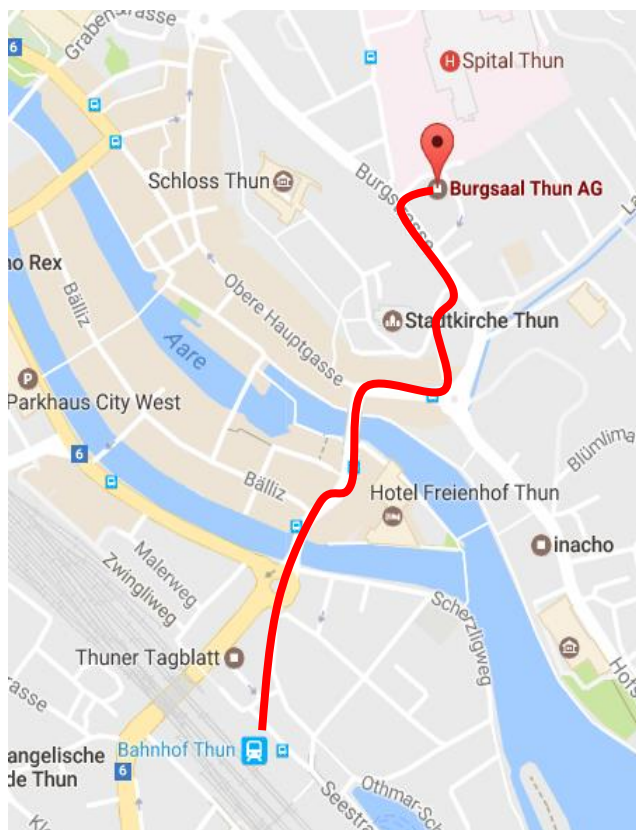 Grabenstrasse
6
H Spital Thun
Burgstrasse
Schloss Thun
Burgsaal Thun AG
La
no Rex
Bälliz
Obere Hauptgasse
Aare
Stadtkirche Thun
P
Parkhaus City West
6
Bälliz
Hotel Freienhof Thun
Blümlima
inacho
Malerweg
Zwingliweg
Scherzligweg
Thuner Tagblatt
Hofs
strasse
angelische
de Thun
6
Bahnhof Thun
Seestra
Othmar-Sch